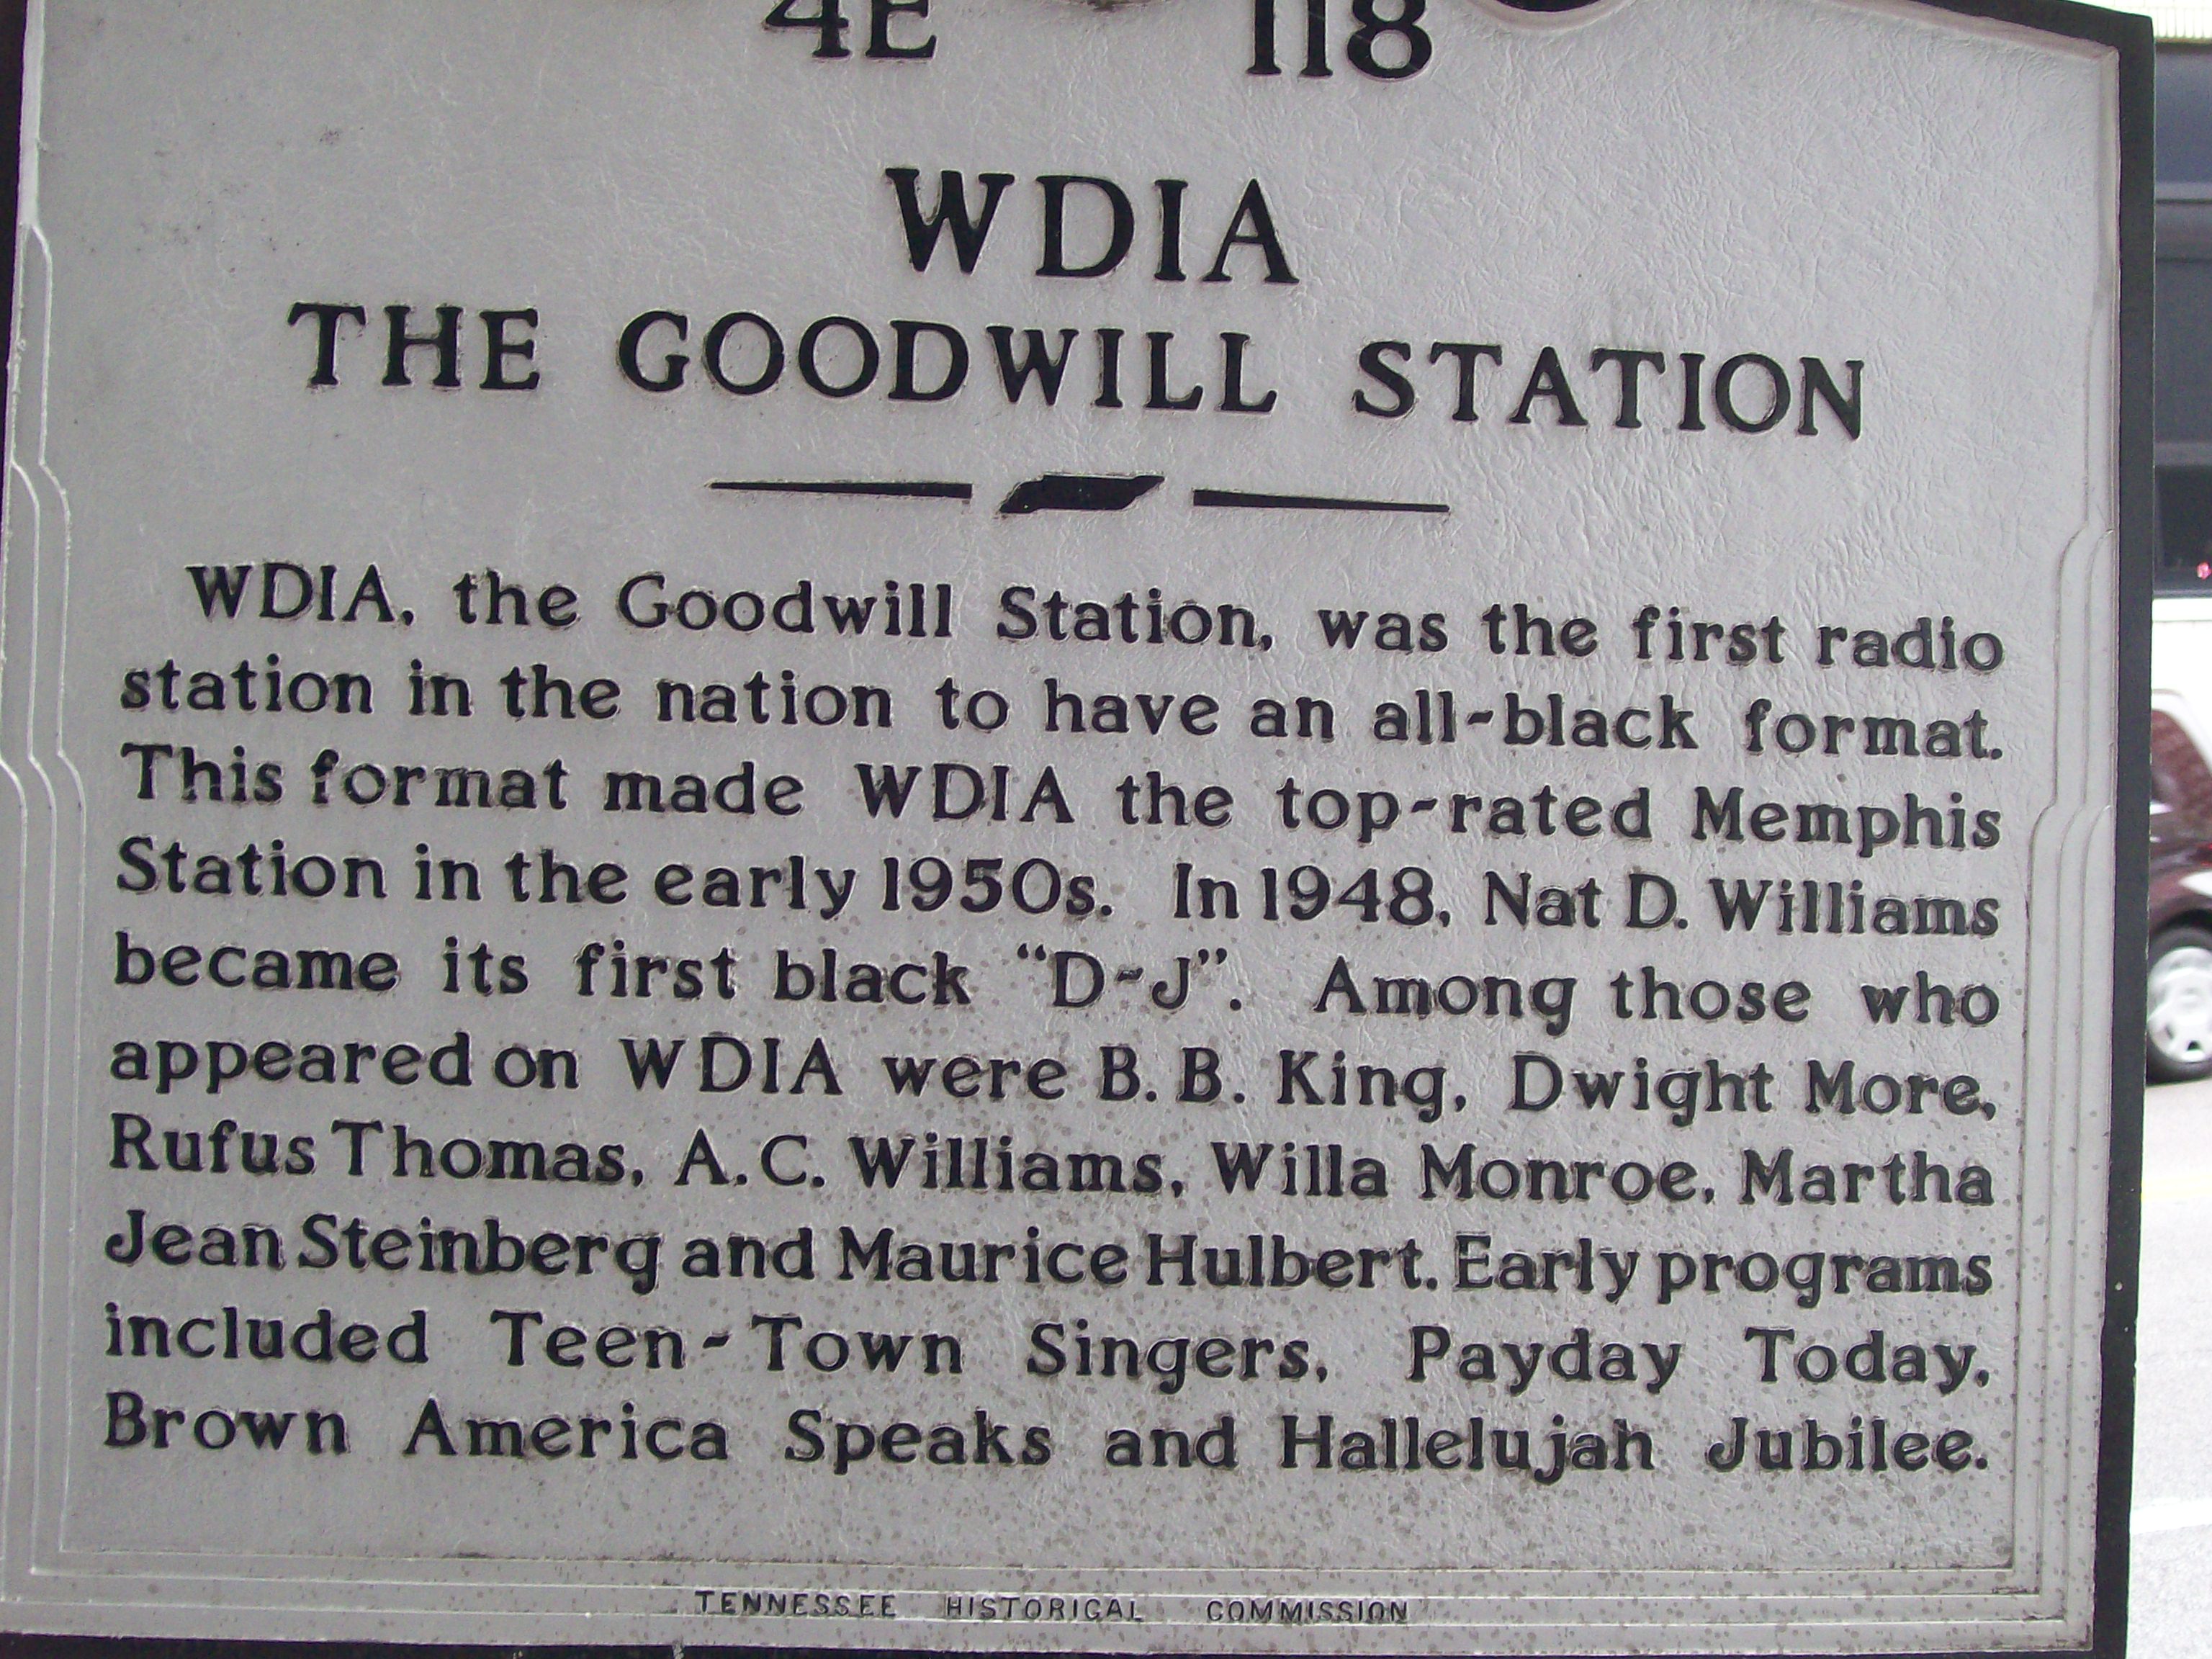 4E 118
WDIA
THE GOODWILL STATION
WDIA, the Goodwill Station, was the first radio
station in the nation to have an all-black format.
This format made WDIA the top-rated Memphis
Station in the early 1950s. In 1948, Nat D. Williams
became its first black “D-J”. Among those who
appeared on WDIA were B. B. King, Dwight More,
Rufus Thomas, A. C. Williams, Willa Monroe, Martha
Jean Steinberg and Maurice Hulbert. Early programs
included Teen-Town Singers, Payday Today,
Brown America Speaks and Hallelujah Jubilee.
TENNESSEE HISTORICAL COMMISSION